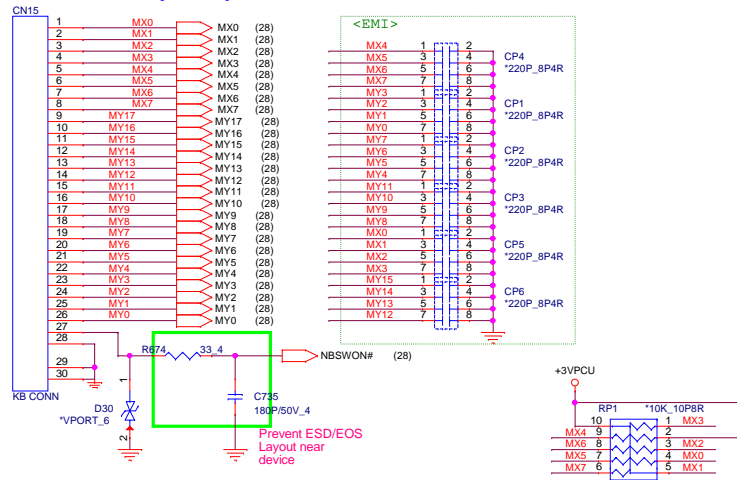 CN15
1 MX0 MX0 (28)
2 MX1 MX1 (28)
3 MX2 MX2 (28)
4 MX3 MX3 (28)
5 MX4 MX4 (28)
6 MX5 MX5 (28)
7 MX6 MX6 (28)
8 MX7 MX7 (28)
9 MY17 MY17 (28)
10 MY16 MY16 (28)
11 MY15 MY15 (28)
12 MY14 MY14 (28)
13 MY13 MY13 (28)
14 MY12 MY12 (28)
15 MY11 MY11 (28)
16 MY10 MY10 (28)
17 MY9 MY9 (28)
18 MY8 MY8 (28)
19 MY7 MY7 (28)
20 MY6 MY6 (28)
21 MY5 MY5 (28)
22 MY4 MY4 (28)
23 MY3 MY3 (28)
24 MY2 MY2 (28)
25 MY1 MY1 (28)
26 MY0 MY0 (28)
27
28
29
30
KB CONN
R674 33_4
NBSWON# (28)
1
D30
*VPORT_6
2
C735
180P/50V_4
Prevent ESD/EOS
Layout near
device
<EMI>
MX4 1 2
MX5 3 4
MX6 5 6
MX7 7 8
CP4
*220P_8P4R
MY3 1 2
MY2 3 4
MY1 5 6
MY0 7 8
CP1
*220P_8P4R
MY7 1 2
MY6 3 4
MY5 5 6
MY4 7 8
CP2
*220P_8P4R
MY11 1 2
MY10 3 4
MY9 5 6
MY8 7 8
CP3
*220P_8P4R
MX0 1 2
MX1 3 4
MX2 5 6
MX3 7 8
CP5
*220P_8P4R
MY15 1 2
MY14 3 4
MY13 5 6
MY12 7 8
CP6
*220P_8P4R
+3VPCU
RP1 *10K_10P8R
10 1 MX3
MX4 9 2
MX6 8 3 MX2
MX5 7 4 MX0
MX7 6 5 MX1